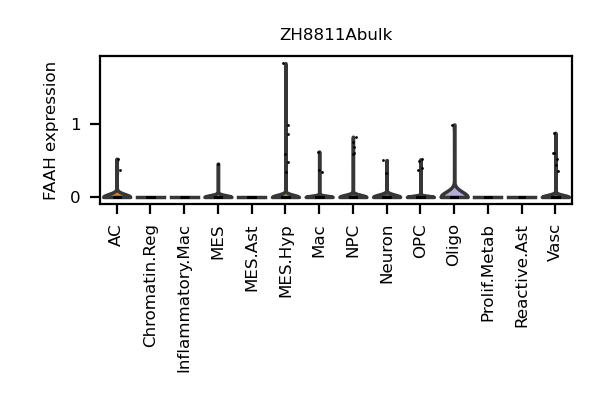 ZH8811Abulk
FAAH expression
1
0
AC
Chromatin.Reg
Inflammatory.Mac
MES
MES.Ast
MES.Hyp
Mac
NPC
Neuron
OPC
Oligo
Prolif.Metab
Reactive.Ast
Vasc